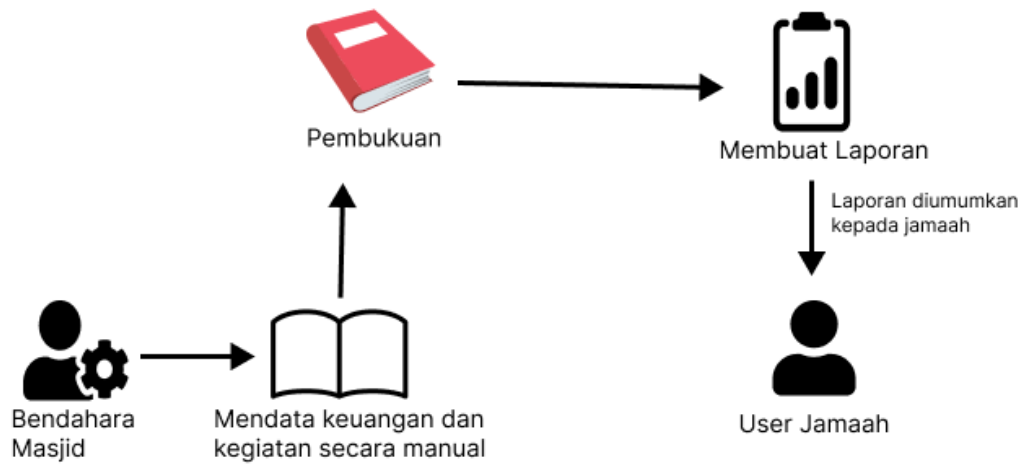 Pembukuan
Membuat Laporan
Laporan diumumkan
kepada jamaah
Bendahara
Masjid
Mendata keuangan dan
kegiatan secara manual
User Jamaah